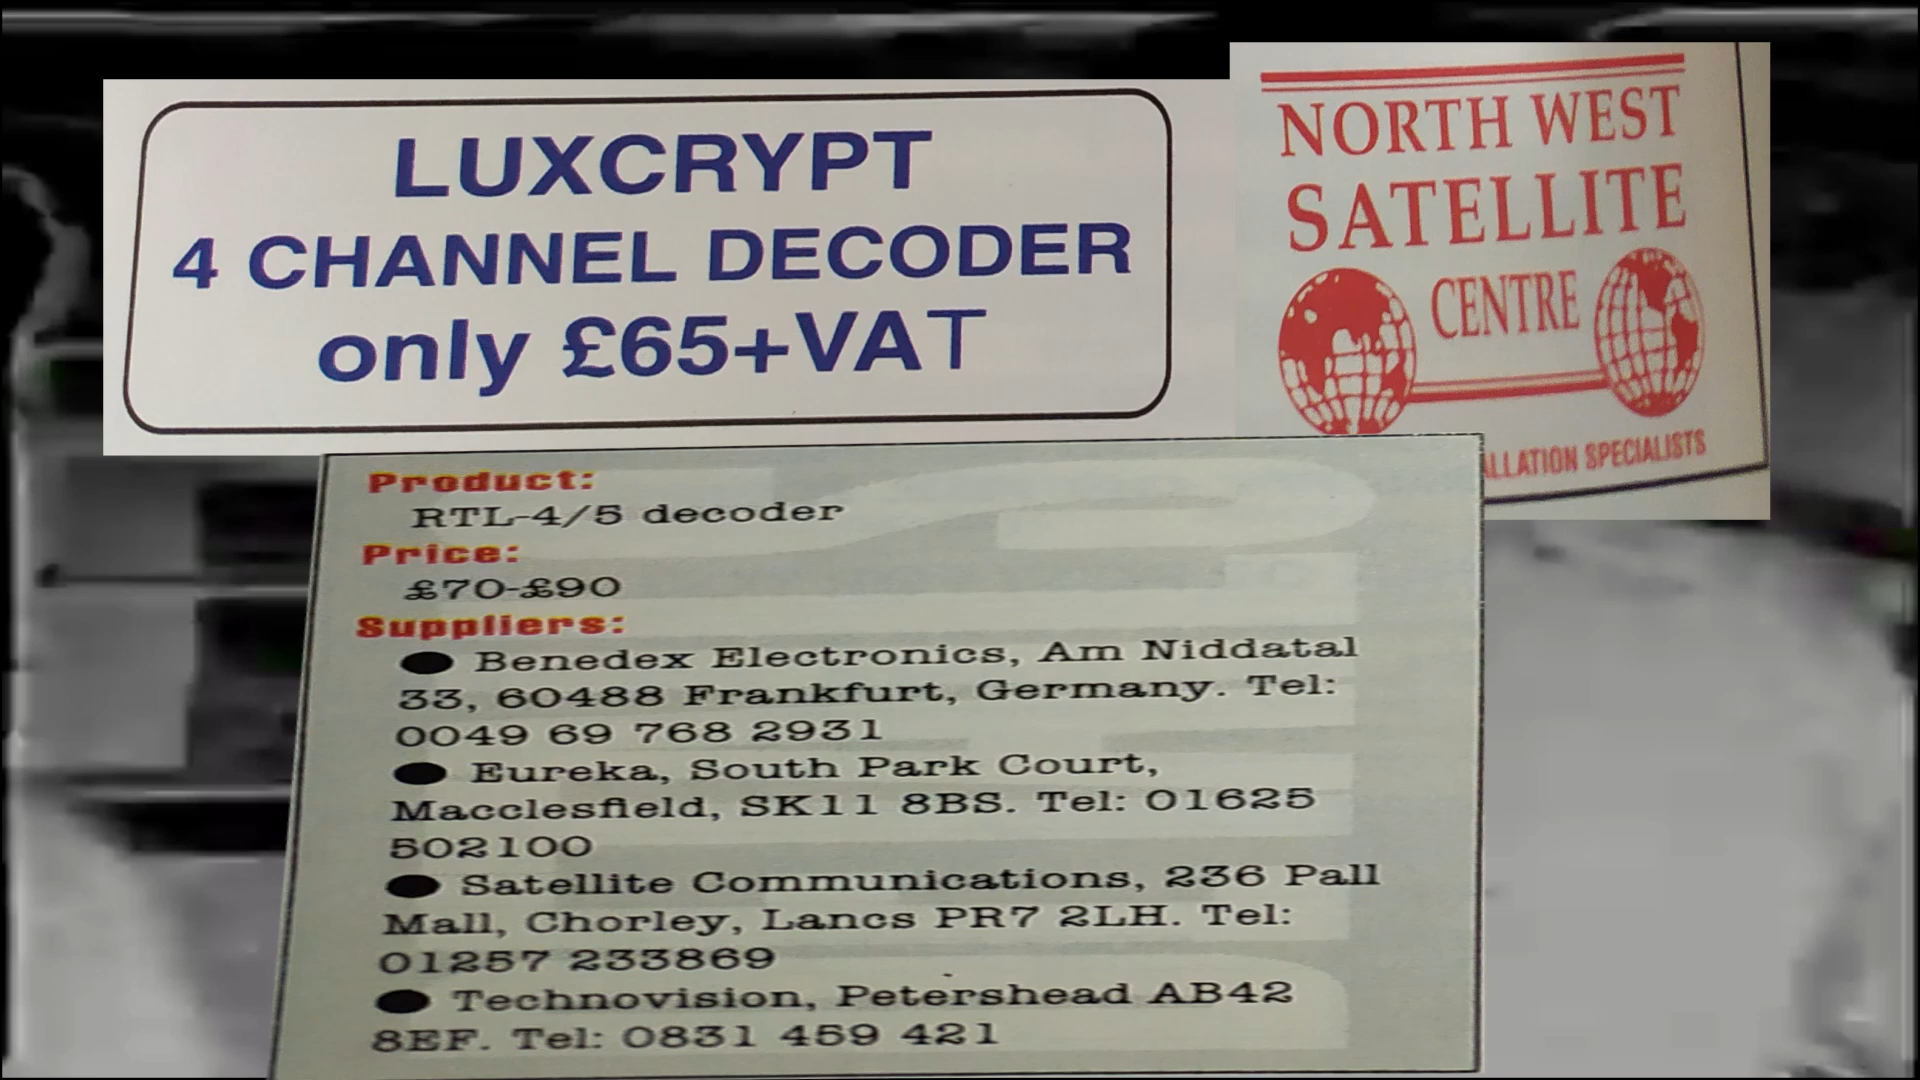 LUXCRYPT
4 CHANNEL DECODER
only £65+VAT
NORTH WEST
SATELLITE
CENTRE
SPECIALISTS
Product:
RTL-4/5 decoder
Price:
£70-£90
Suppliers:
● Benedex Electronics, Am Niddatal
33, 60488 Frankfurt, Germany. Tel:
0049 69 768 2931
● Eureka, South Park Court,
Macclesfield, SK11 8BS. Tel: 01625
502100
● Satellite Communications, 236 Pall
Mall, Chorley, Lancs PR7 2LH. Tel:
01257 233869
● Technovision, Petershead AB42
8EF. Tel: 0831 459 421